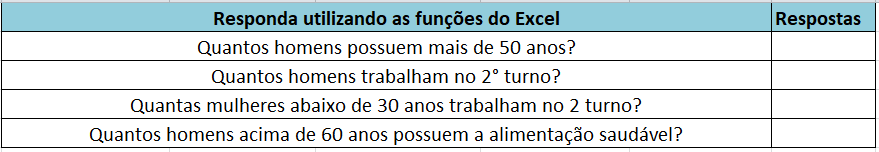 Responda utilizando as funções do Excel Respostas
Quantos homens possuem mais de 50 anos?
Quantos homens trabalham no 2° turno?
Quantas mulheres abaixo de 30 anos trabalham no 2 turno?
Quantos homens acima de 60 anos possuem a alimentação saudável?